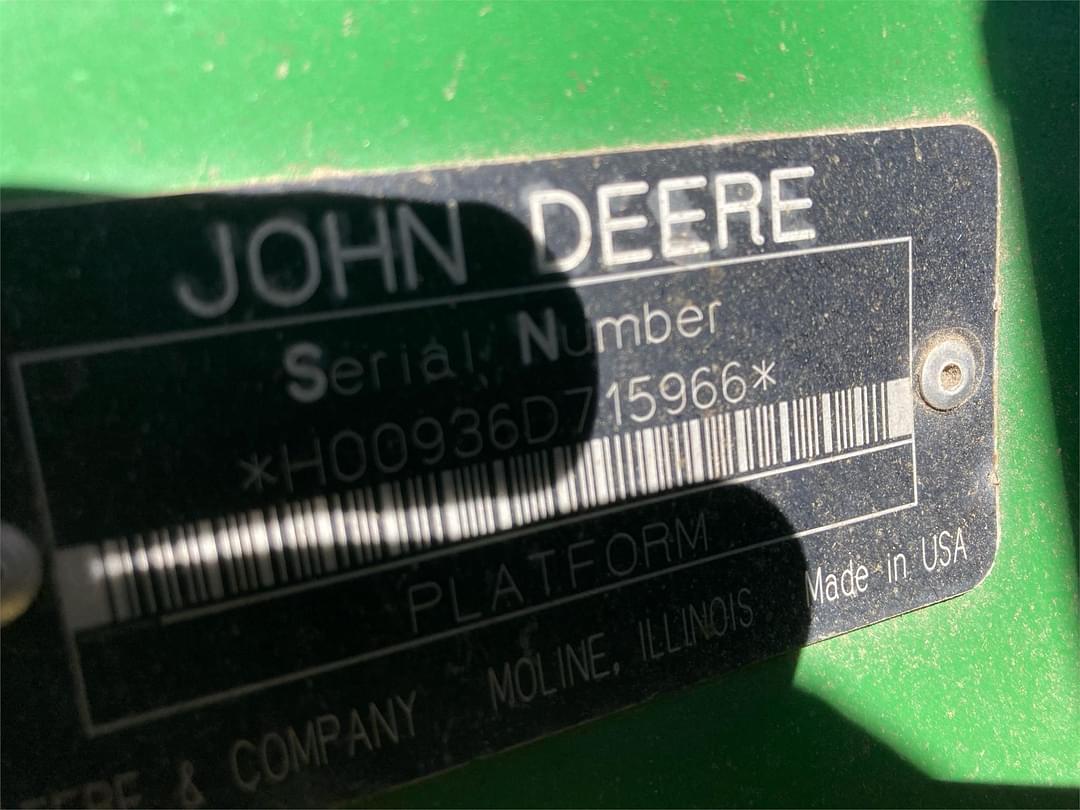 JOHN DEERE
Serial Number
*H00936D715966*
PLATFORM
& COMPANY MOLINE, ILLINOIS Made in USA